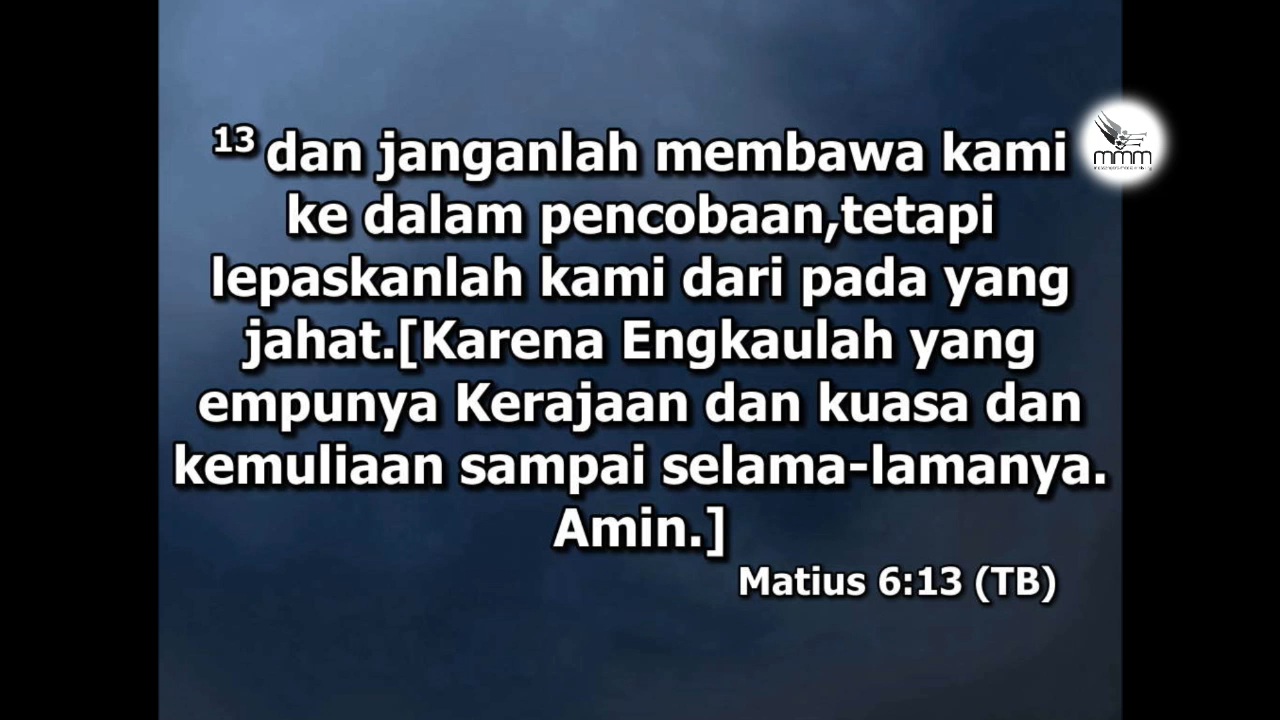 13 dan janganlah membawa kami
ke dalam pencobaan,tetapi
lepaskanlah kami dari pada yang
jahat.[Karena Engkaulah yang
empunya Kerajaan dan kuasa dan
kemuliaan sampai selama-lamanya.
Amin.]
Matius 6:13 (TB)
mmm